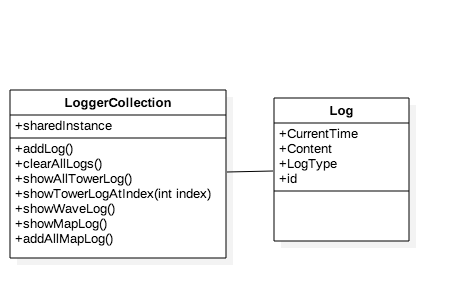 LoggerCollection
+sharedInstance
+addLog()
+clearAllLogs()
+showAllTowerLog()
+showTowerLogAtIndex(int index)
+showWaveLog()
+showMapLog()
+addAllMapLog()
Log
+CurrentTime
+Content
+LogType
+id